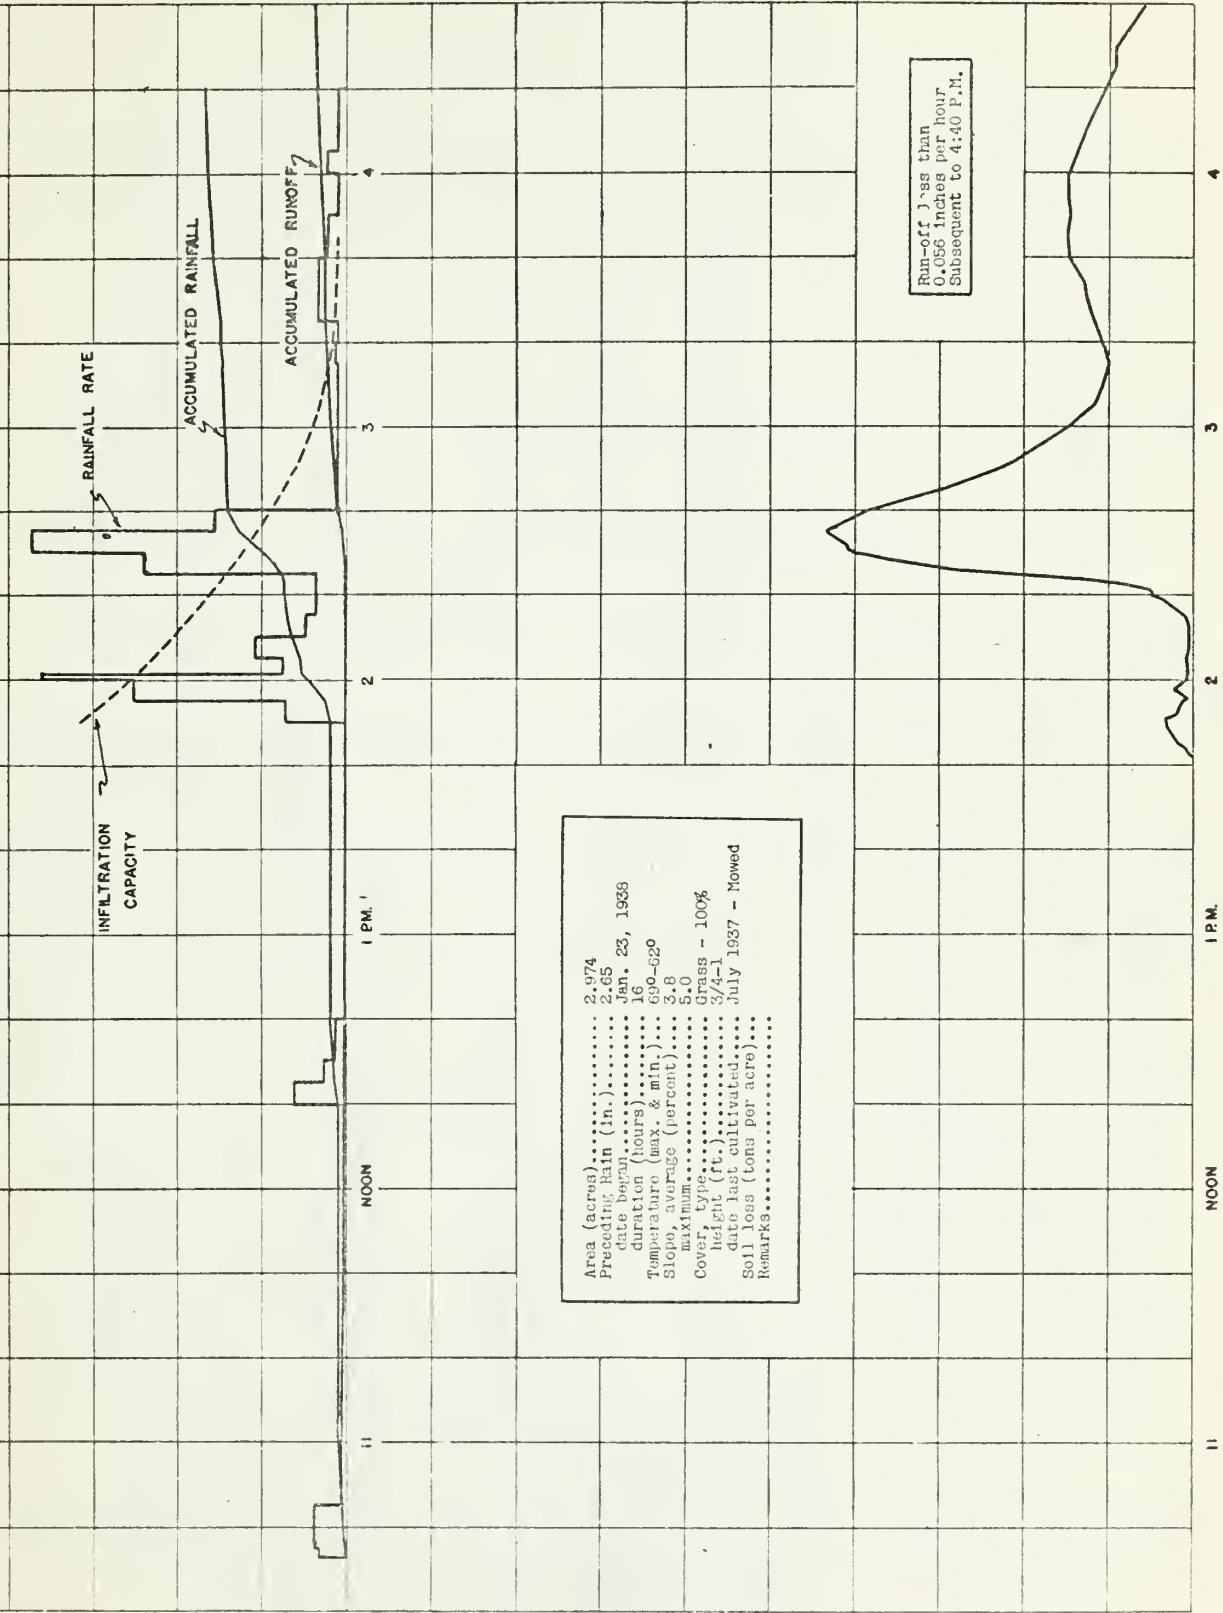 INFILTRATION
CAPACITY
RAINFALL RATE
ACCUMULATED RAINFALL
ACCUMULATED RUNOFF
11
NOON
1 P.M.
2
3
4
Area (acres)............... 2.974
Preceding Rain (in.)........ 2.65
date began............... Jan. 23, 1938
duration (hours)......... 16
Temperature (max. & min.)... 69°-62°
Slope, average (percent).... 3.8
maximum.................. 5.0
Cover, type................. Grass - 100%
height (ft.)............. 3/4-1
date last cultivated..... July 1937 - Mowed
Soil loss (tons per acre)...
Remarks.....................
Run-off less than
0.056 inches per hour
Subsequent to 4:40 P.M.
11
NOON
1 P.M.
2
3
4